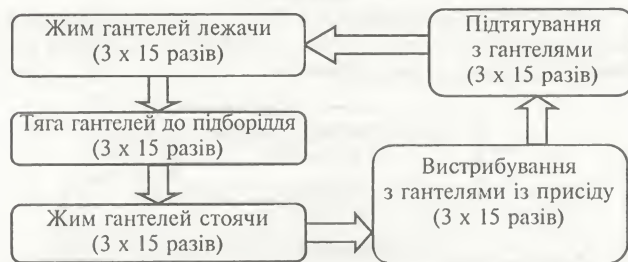 Жим гантелей лежачи
(3 х 15 разів)
Тяга гантелей до підборіддя
(3 х 15 разів)
Жим гантелей стоячи
(3 х 15 разів)
Вистрибування
з гантелями із присіду
(3 х 15 разів)
Підтягування
з гантелями
(3 х 15 разів)